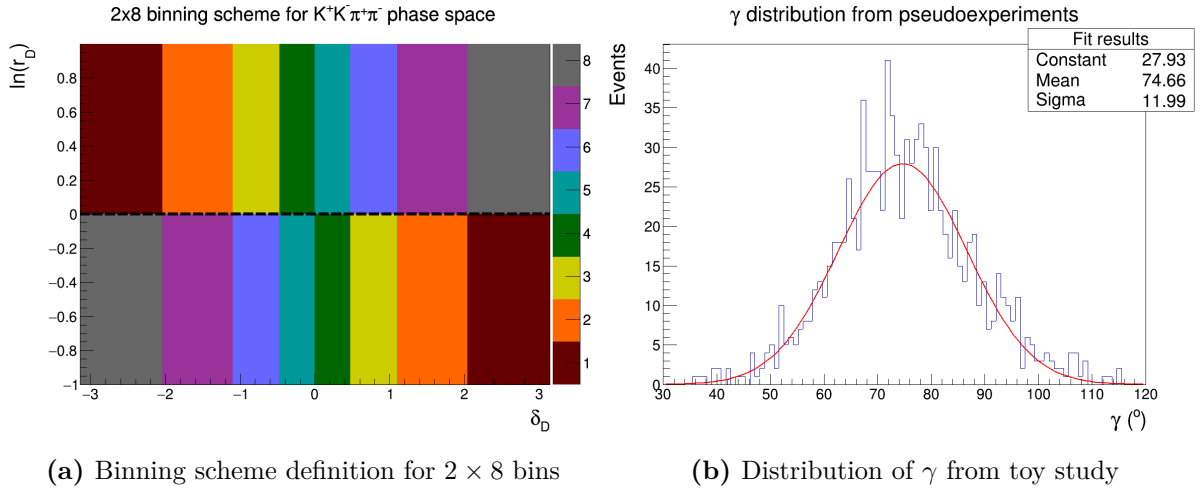 2x8 binning scheme for K⁺K⁻π⁺π⁻ phase space
ln(r_D)
0.8
0.6
0.4
0.2
0
−0.2
−0.4
−0.6
−0.8
−1
−3 −2 −1 0 1 2 3
δ_D
8
7
6
5
4
3
2
1
γ distribution from pseudoexperiments
Fit results
Constant 27.93
Mean 74.66
Sigma 11.99
Events
40
35
30
25
20
15
10
5
0
30 40 50 60 70 80 90 100 110 120
γ (°)
(a) Binning scheme definition for 2 × 8 bins
(b) Distribution of γ from toy study